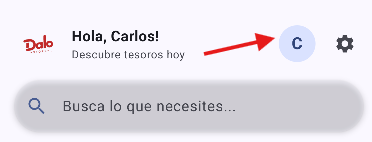 Dalo
Hola, Carlos!
Descubre tesoros hoy
C
Busca lo que necesites...